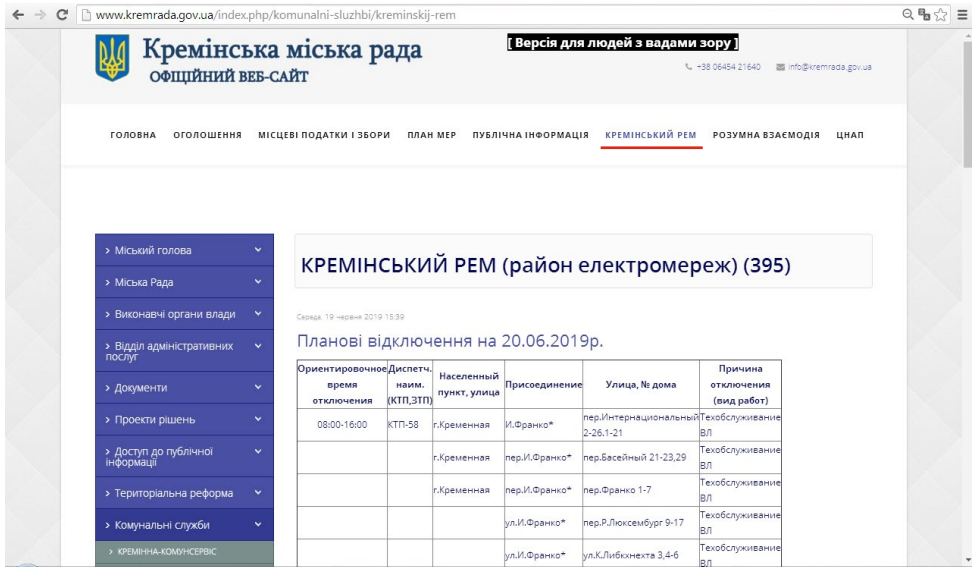 www.kremrada.gov.ua/index.php/komunalni-sluzhbi/kreminskij-rem
Кремінська міська рада
ОФІЦІЙНИЙ ВЕБ-САЙТ
[ Версія для людей з вадами зору ]
+38 06454 21640 info@kremrada.gov.ua
ГОЛОВНА ОГОЛОШЕННЯ МІСЦЕВІ ПОДАТКИ І ЗБОРИ ПЛАН МЕР ПУБЛІЧНА ІНФОРМАЦІЯ КРЕМІНСЬКИЙ РЕМ РОЗУМНА ВЗАЄМОДІЯ ЦНАП
> Міський голова
> Міська Рада
> Виконавчі органи влади
> Відділ адміністративних
послуг
> Документи
> Проекти рішень
> Доступ до публічної
інформації
> Територіальна реформа
> Комунальні служби
> КРЕМІННА-КОМУНСЕРВІС
КРЕМІНСЬКИЙ РЕМ (район електромереж) (395)
Середа, 19 червня 2019 15:39
Планові відключення на 20.06.2019р.
Ориентировочное время отключения Диспетч. наим. (КТП,ЗТП) Населенный пункт, улица Присоединение Улица, № дома Причина отключения (вид работ)
08:00-16:00 КТП-58 г.Кременная И.Франко* пер.Интернациональный 2-26.1-21 Техобслуживание ВЛ
г.Кременная пер.И.Франко* пер.Басейный 21-23,29 Техобслуживание ВЛ
г.Кременная пер.И.Франко* пер.Франко 1-7 Техобслуживание ВЛ
ул.И.Франко* пер.Р.Люксембург 9-17 Техобслуживание ВЛ
ул.И.Франко* ул.К.Либкхнехта 3,4-6 Техобслуживание ВЛ